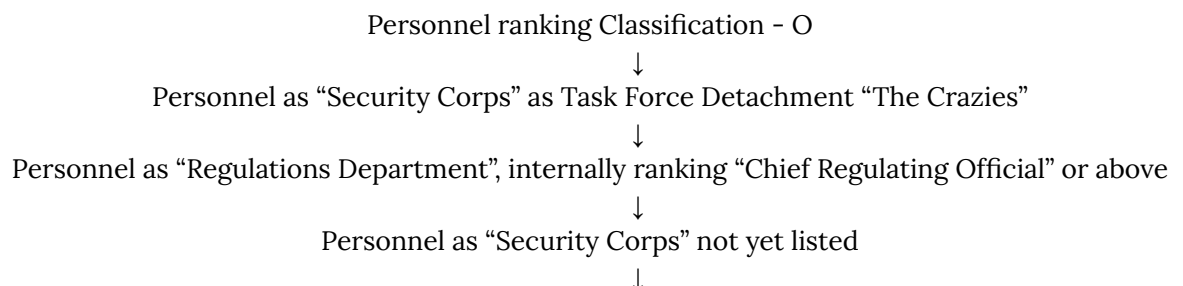 Personnel ranking Classification - O
↓
Personnel as “Security Corps” as Task Force Detachment “The Crazies”
↓
Personnel as “Regulations Department”, internally ranking “Chief Regulating Official” or above
↓
Personnel as “Security Corps” not yet listed
↓